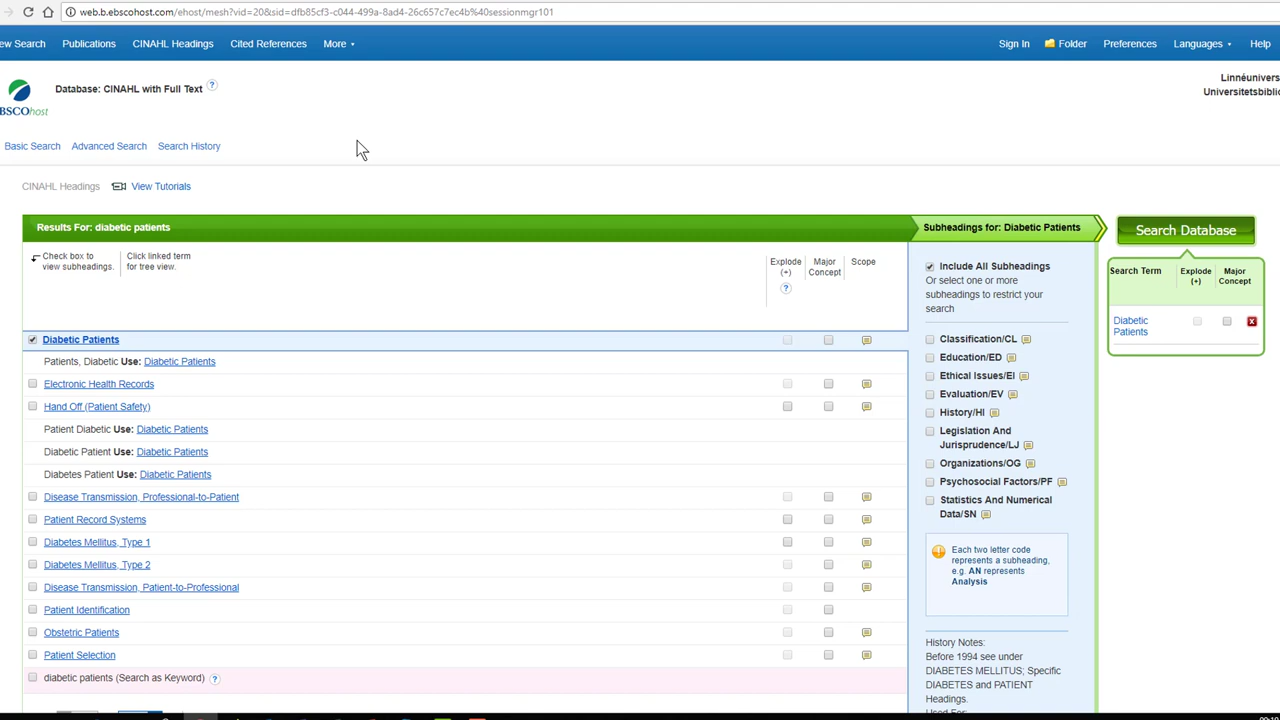 web.b.ebscohost.com/ehost/mesh?vid=20&sid=dfb85cf3-c044-499a-8ad4-26c657c7ec4b%40sessionmgr101
ew Search Publications CINAHL Headings Cited References More Sign In Folder Preferences Languages Help
Database: CINAHL with Full Text ?
BSCOhost
Linnéunivers
Universitetsbiblio
Basic Search Advanced Search Search History
CINAHL Headings View Tutorials
Results For: diabetic patients
Check box to
view subheadings.
Click linked term
for tree view.
Explode
(+)
?
Major
Concept
Scope
Diabetic Patients
Patients, Diabetic Use: Diabetic Patients
Electronic Health Records
Hand Off (Patient Safety)
Patient Diabetic Use: Diabetic Patients
Diabetic Patient Use: Diabetic Patients
Diabetes Patient Use: Diabetic Patients
Disease Transmission, Professional-to-Patient
Patient Record Systems
Diabetes Mellitus, Type 1
Diabetes Mellitus, Type 2
Disease Transmission, Patient-to-Professional
Patient Identification
Obstetric Patients
Patient Selection
diabetic patients (Search as Keyword) ?
Subheadings for: Diabetic Patients
Include All Subheadings
Or select one or more
subheadings to restrict your
search
Classification/CL
Education/ED
Ethical Issues/EI
Evaluation/EV
History/HI
Legislation And
Jurisprudence/LJ
Organizations/OG
Psychosocial Factors/PF
Statistics And Numerical
Data/SN
Each two letter code
represents a subheading,
e.g. AN represents
Analysis
History Notes:
Before 1994 see under
DIABETES MELLITUS; Specific
DIABETES and PATIENT
Headings.
Used For:
Search Database
Search Term
Explode
(+)
Major
Concept
Diabetic
Patients